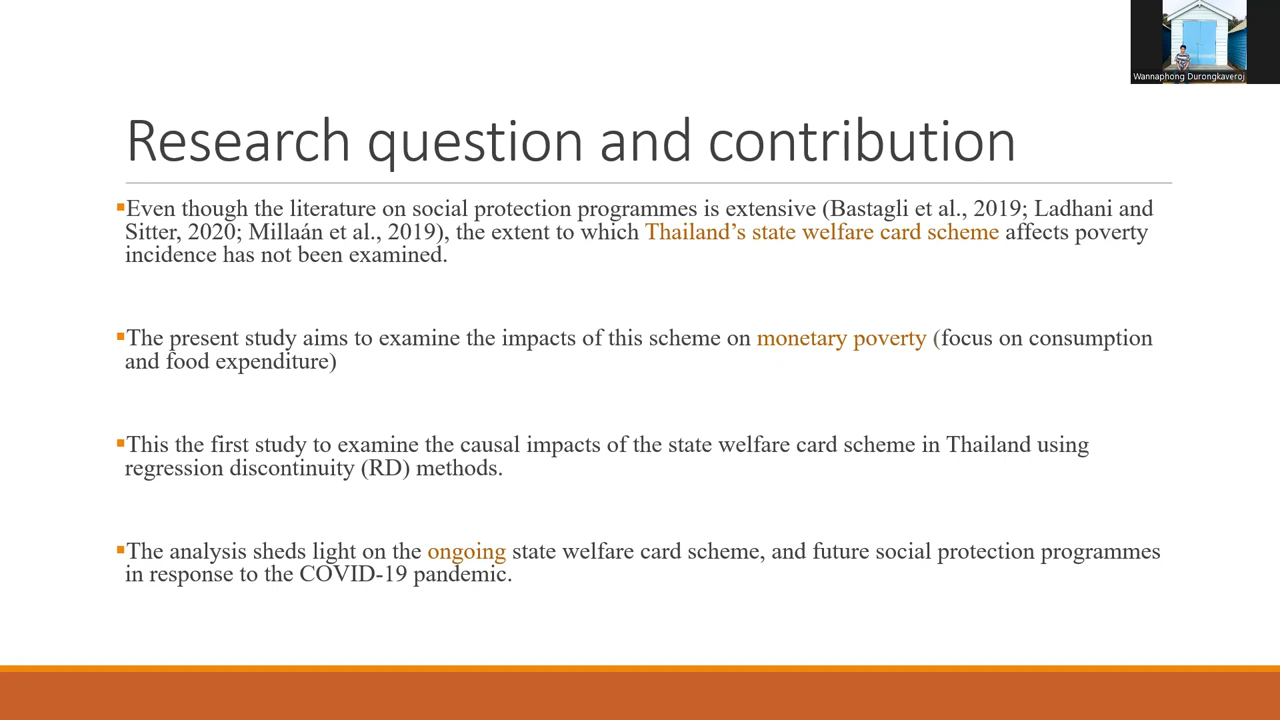 Wannaphong Durongkaveroj
Research question and contribution
▪Even though the literature on social protection programmes is extensive (Bastagli et al., 2019; Ladhani and
Sitter, 2020; Millaán et al., 2019), the extent to which Thailand’s state welfare card scheme affects poverty
incidence has not been examined.
▪The present study aims to examine the impacts of this scheme on monetary poverty (focus on consumption
and food expenditure)
▪This the first study to examine the causal impacts of the state welfare card scheme in Thailand using
regression discontinuity (RD) methods.
▪The analysis sheds light on the ongoing state welfare card scheme, and future social protection programmes
in response to the COVID-19 pandemic.